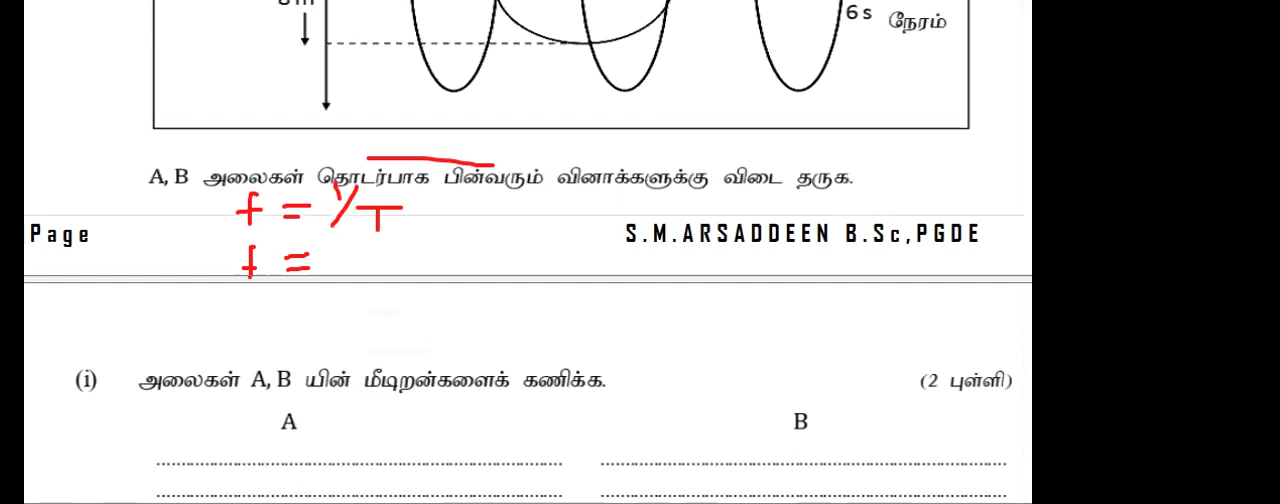 6 s நேரம்
A, B அலைகள் தொடர்பாக பின்வரும் வினாக்களுக்கு விடை தருக.
f = 1/T
Page S.M.ARSADDEEN B.Sc,PGDE
f =
(i) அலைகள் A, B யின் மீடிறன்களைக் கணிக்க. (2 புள்ளி)
A B